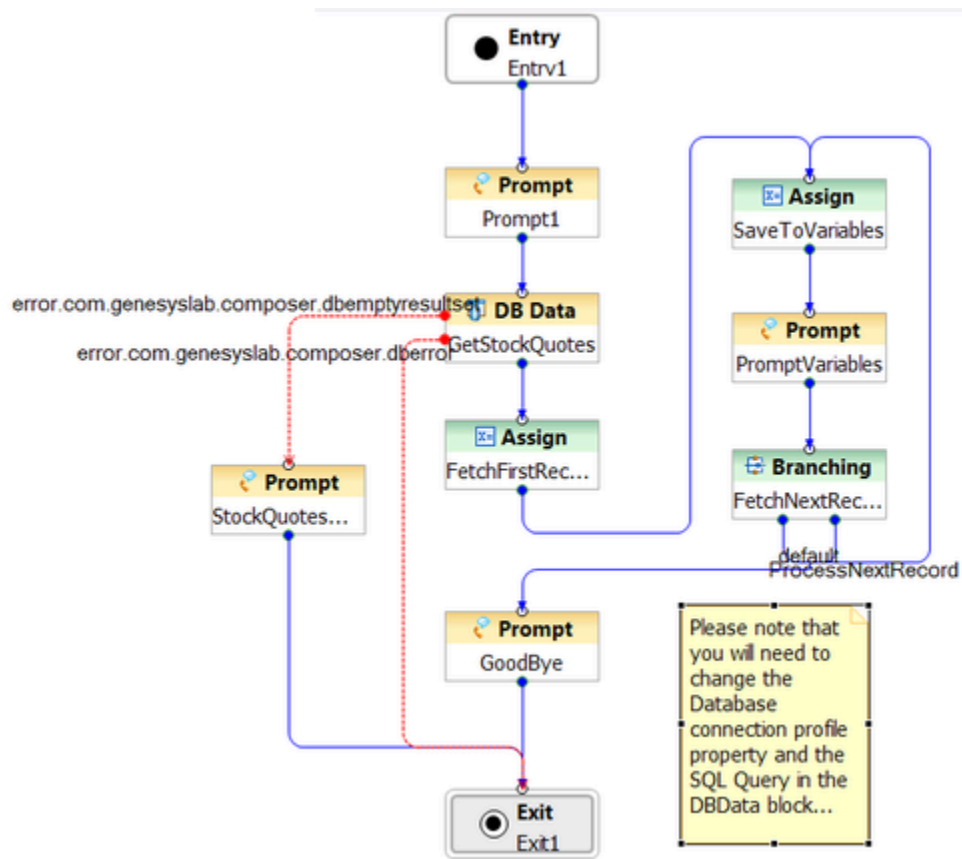 Entry
Entry1
Prompt
Prompt1
error.com.genesyslab.composer.dbemptyresultset
DB Data
error.com.genesyslab.composer.dberror
GetStockQuotes
Assign
FetchFirstRec...
Prompt
StockQuotes...
Assign
SaveToVariables
Prompt
PromptVariables
Branching
FetchNextRec...
default
ProcessNextRecord
Prompt
GoodBye
Please note that
you will need to
change the
Database
connection profile
property and the
SQL Query in the
DBData block...
Exit
Exit1